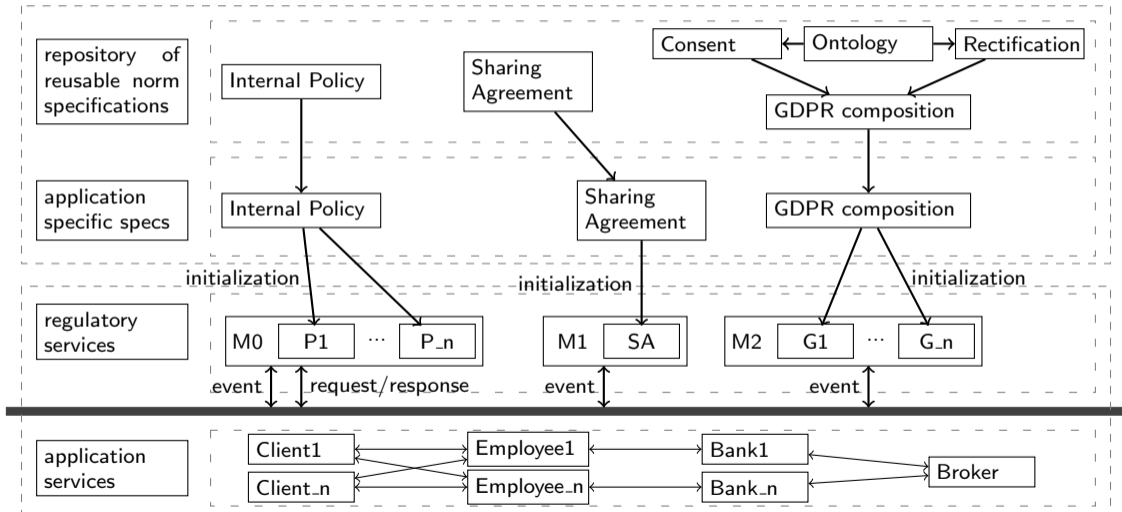 repository of
reusable norm
specifications
Internal Policy
Sharing
Agreement
Consent
Ontology
Rectification
GDPR composition
application
specific specs
Internal Policy
Sharing
Agreement
GDPR composition
initialization
initialization
initialization
regulatory
services
M0
P1
...
P_n
M1
SA
M2
G1
...
G_n
event
request/response
event
event
application
services
Client1
Employee1
Bank1
Broker
Client_n
Employee_n
Bank_n